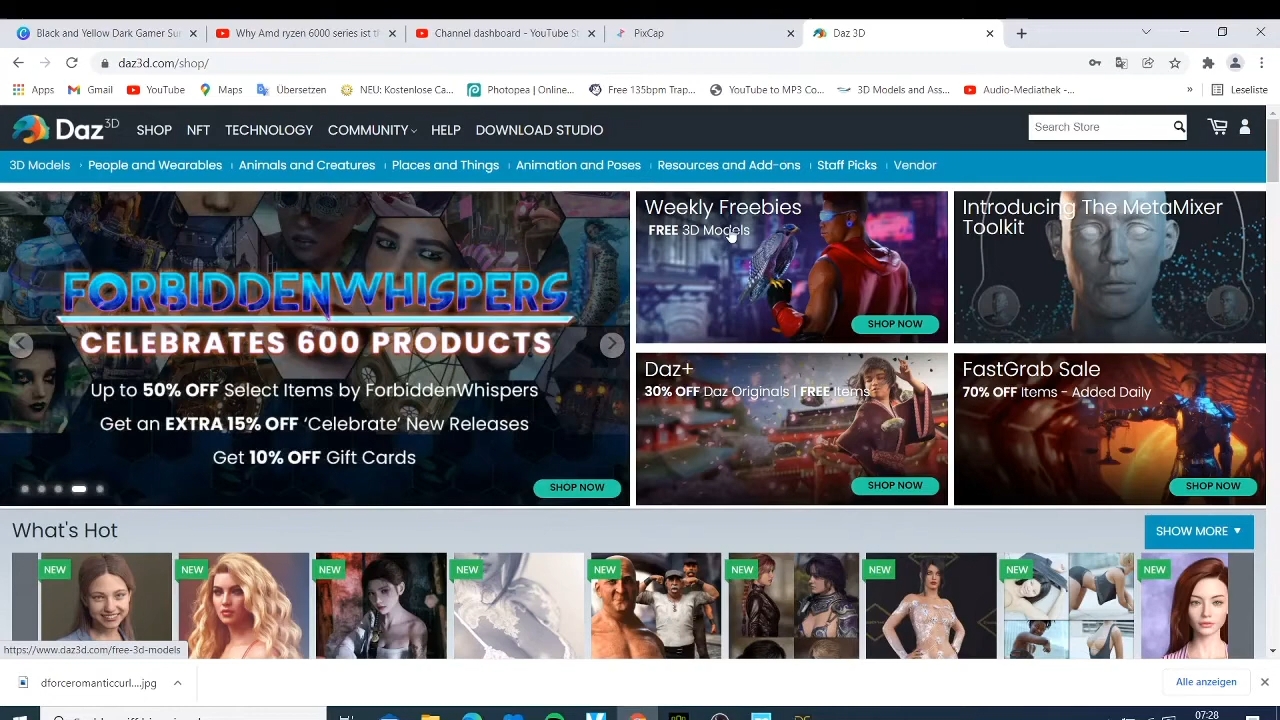 Black and Yellow Dark Gamer Su
Why Amd ryzen 6000 series ist t
Channel dashboard - YouTube St
PixCap
Daz 3D
daz3d.com/shop/
Apps
Gmail
YouTube
Maps
Übersetzen
NEU: Kostenlose Ca...
Photopea | Online...
Free 135bpm Trap...
YouTube to MP3 Co...
3D Models and Ass...
Audio-Mediathek -...
»
Leseliste
Daz 3D
SHOP
NFT
TECHNOLOGY
COMMUNITY
HELP
DOWNLOAD STUDIO
Search Store
3D Models
People and Wearables
Animals and Creatures
Places and Things
Animation and Poses
Resources and Add-ons
Staff Picks
Vendor
FORBIDDENWHISPERS
CELEBRATES 600 PRODUCTS
Up to 50% OFF Select Items by ForbiddenWhispers
Get an EXTRA 15% OFF 'Celebrate' New Releases
Get 10% OFF Gift Cards
SHOP NOW
Weekly Freebies
FREE 3D Models
SHOP NOW
Introducing The MetaMixer
Toolkit
Daz+
30% OFF Daz Originals | FREE Items
SHOP NOW
FastGrab Sale
70% OFF Items - Added Daily
SHOP NOW
What's Hot
SHOW MORE
NEW
NEW
NEW
NEW
NEW
NEW
NEW
NEW
NEW
https://www.daz3d.com/free-3d-models
dforceromanticcurl....jpg
Alle anzeigen
07:28